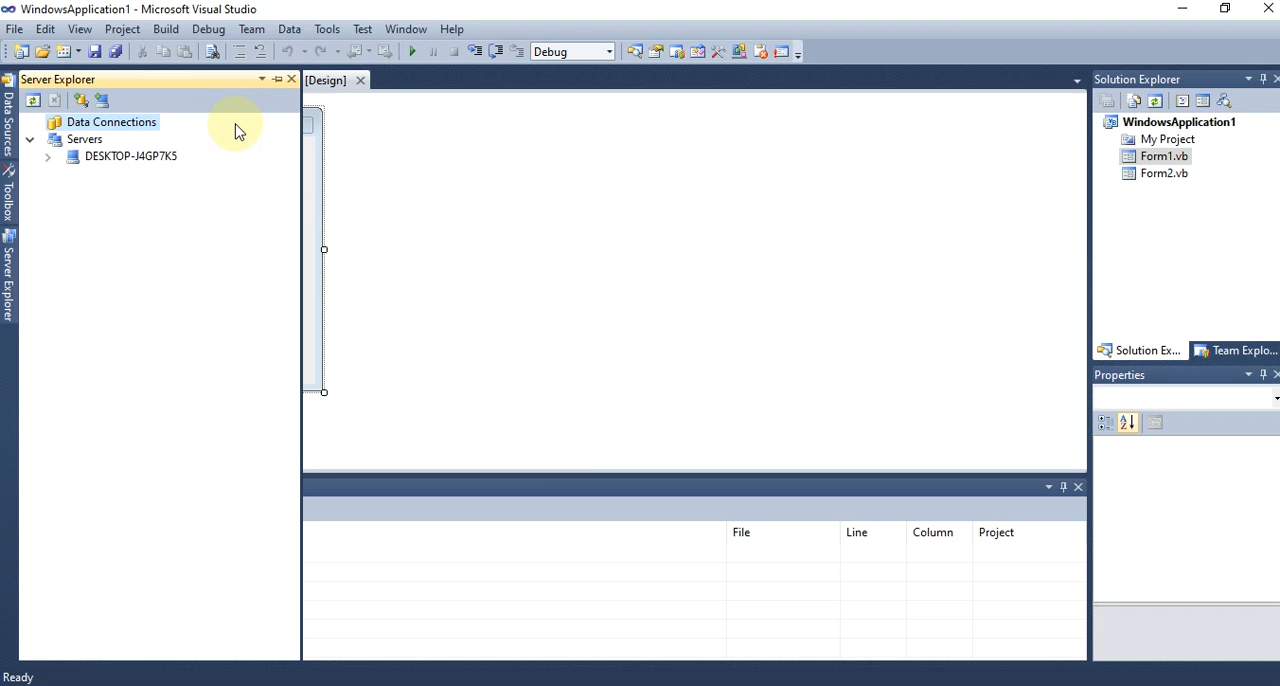 WindowsApplication1 - Microsoft Visual Studio
File Edit View Project Build Debug Team Data Tools Test Window Help
Debug
Server Explorer
[Design]
Solution Explorer
Data Connections
Servers
DESKTOP-J4GP7K5
Data Sources
Toolbox
Server Explorer
WindowsApplication1
My Project
Form1.vb
Form2.vb
Solution Ex... Team Explo...
Properties
File Line Column Project
Ready